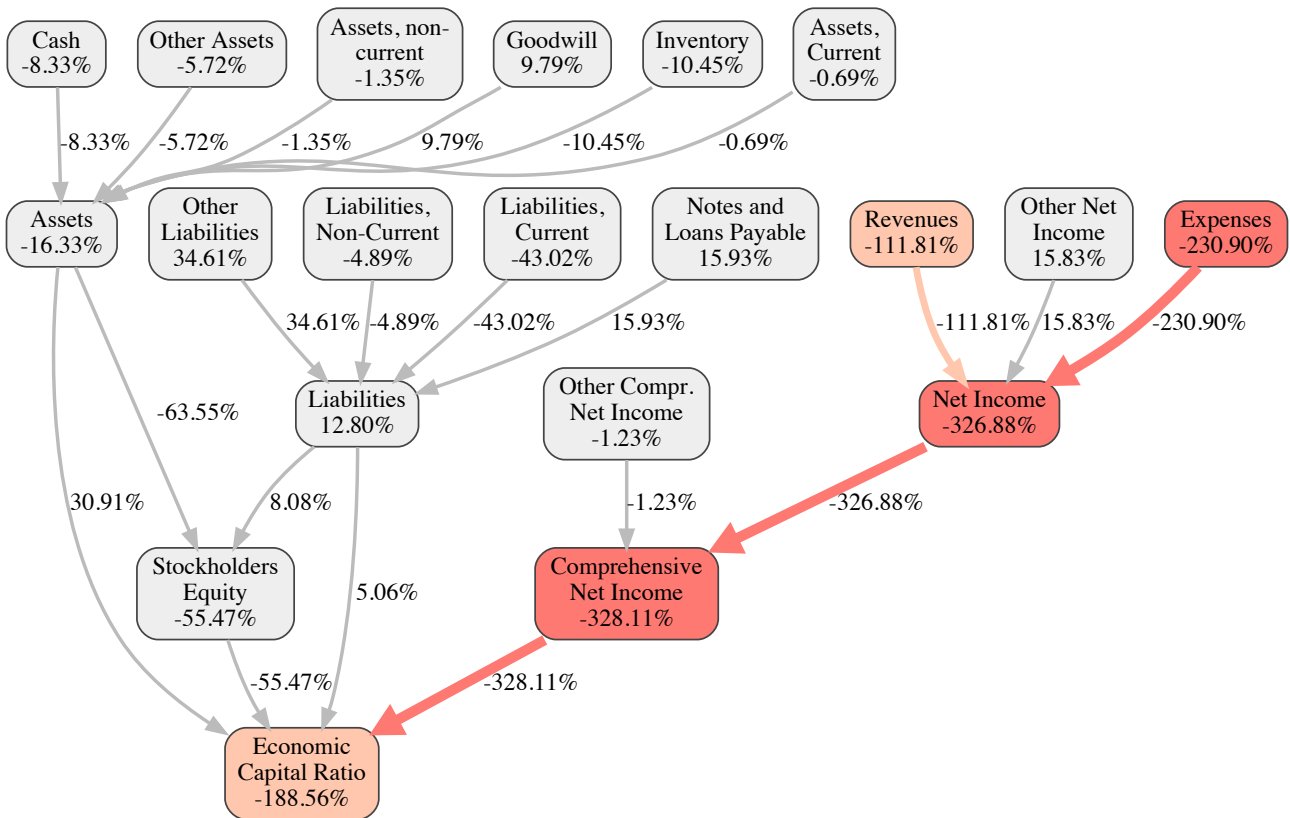 Cash
-8.33%
Other Assets
-5.72%
Assets, non-
current
-1.35%
Goodwill
9.79%
Inventory
-10.45%
Assets,
Current
-0.69%
-8.33%
-5.72%
-1.35%
9.79%
-10.45%
-0.69%
Assets
-16.33%
Other
Liabilities
34.61%
Liabilities,
Non-Current
-4.89%
Liabilities,
Current
-43.02%
Notes and
Loans Payable
15.93%
Revenues
-111.81%
Other Net
Income
15.83%
Expenses
-230.90%
34.61%
-4.89%
-43.02%
15.93%
-111.81%
15.83%
-230.90%
-63.55%
Liabilities
12.80%
Other Compr.
Net Income
-1.23%
Net Income
-326.88%
30.91%
8.08%
-1.23%
-326.88%
Stockholders
Equity
-55.47%
5.06%
Comprehensive
Net Income
-328.11%
-55.47%
-328.11%
Economic
Capital Ratio
-188.56%